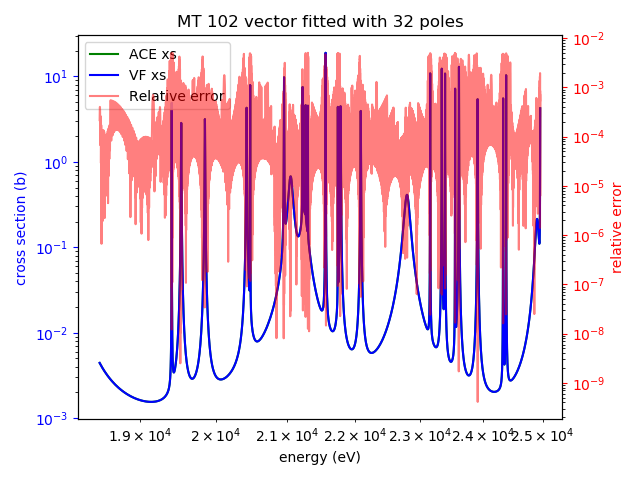 MT 102 vector fitted with 32 poles
ACE xs
VF xs
Relative error
cross section (b)
10¹
10⁰
10⁻¹
10⁻²
10⁻³
relative error
10⁻²
10⁻³
10⁻⁴
10⁻⁵
10⁻⁶
10⁻⁷
10⁻⁸
10⁻⁹
1.9 × 10⁴ 2 × 10⁴ 2.1 × 10⁴ 2.2 × 10⁴ 2.3 × 10⁴ 2.4 × 10⁴ 2.5 × 10⁴
energy (eV)